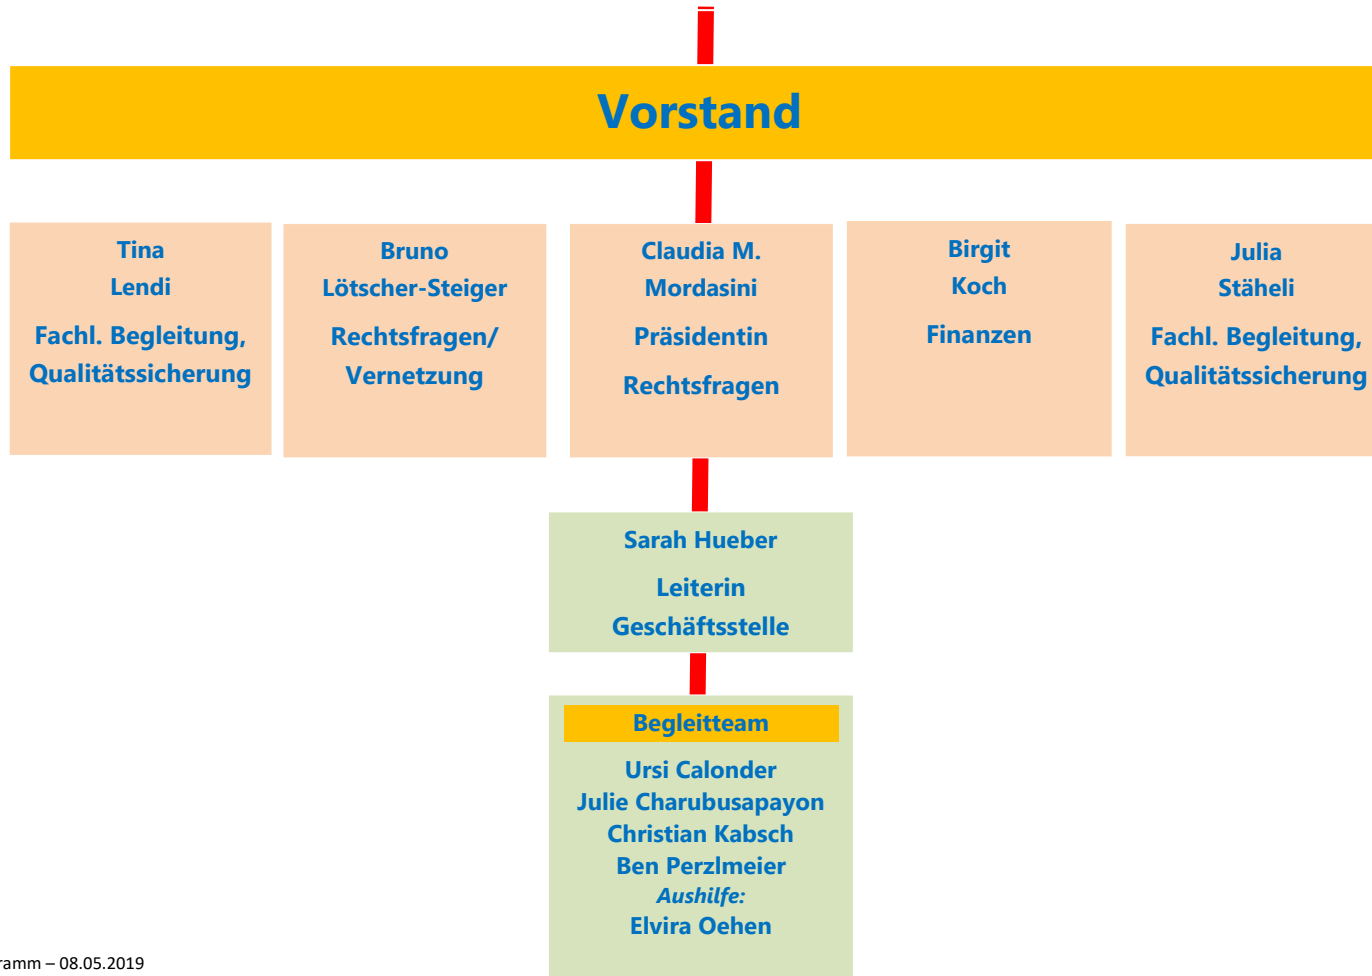 Vorstand
Tina
Lendi
Fachl. Begleitung,
Qualitätssicherung
Bruno
Lötscher-Steiger
Rechtsfragen/
Vernetzung
Claudia M.
Mordasini
Präsidentin
Rechtsfragen
Birgit
Koch
Finanzen
Julia
Stäheli
Fachl. Begleitung,
Qualitätssicherung
Sarah Hueber
Leiterin
Geschäftsstelle
Begleitteam
Ursi Calonder
Julie Charubusapayon
Christian Kabsch
Ben Perzlmeier
Aushilfe:
Elvira Oehen
ramm – 08.05.2019